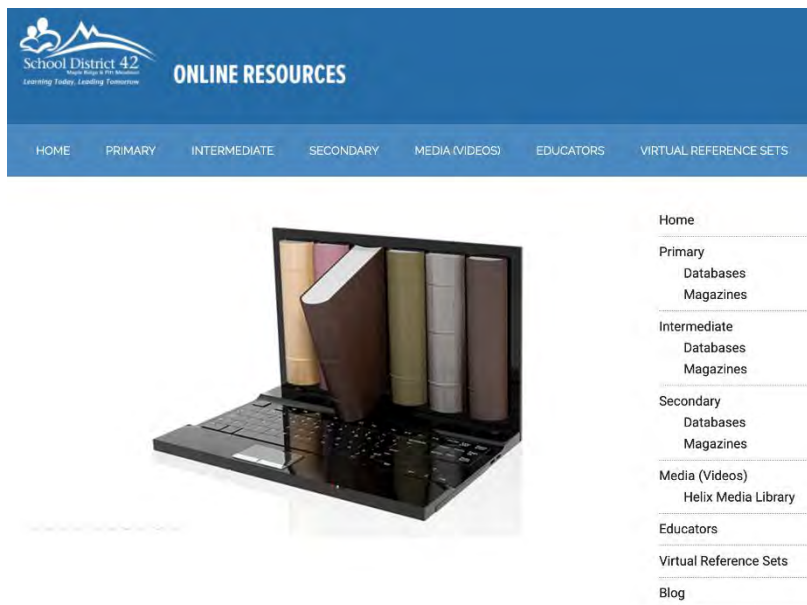 School District 42
Maple Ridge & Pitt Meadows
Learning Today, Leading Tomorrow
ONLINE RESOURCES
HOME PRIMARY INTERMEDIATE SECONDARY MEDIA (VIDEOS) EDUCATORS VIRTUAL REFERENCE SETS
Home
Primary
Databases
Magazines
Intermediate
Databases
Magazines
Secondary
Databases
Magazines
Media (Videos)
Helix Media Library
Educators
Virtual Reference Sets
Blog